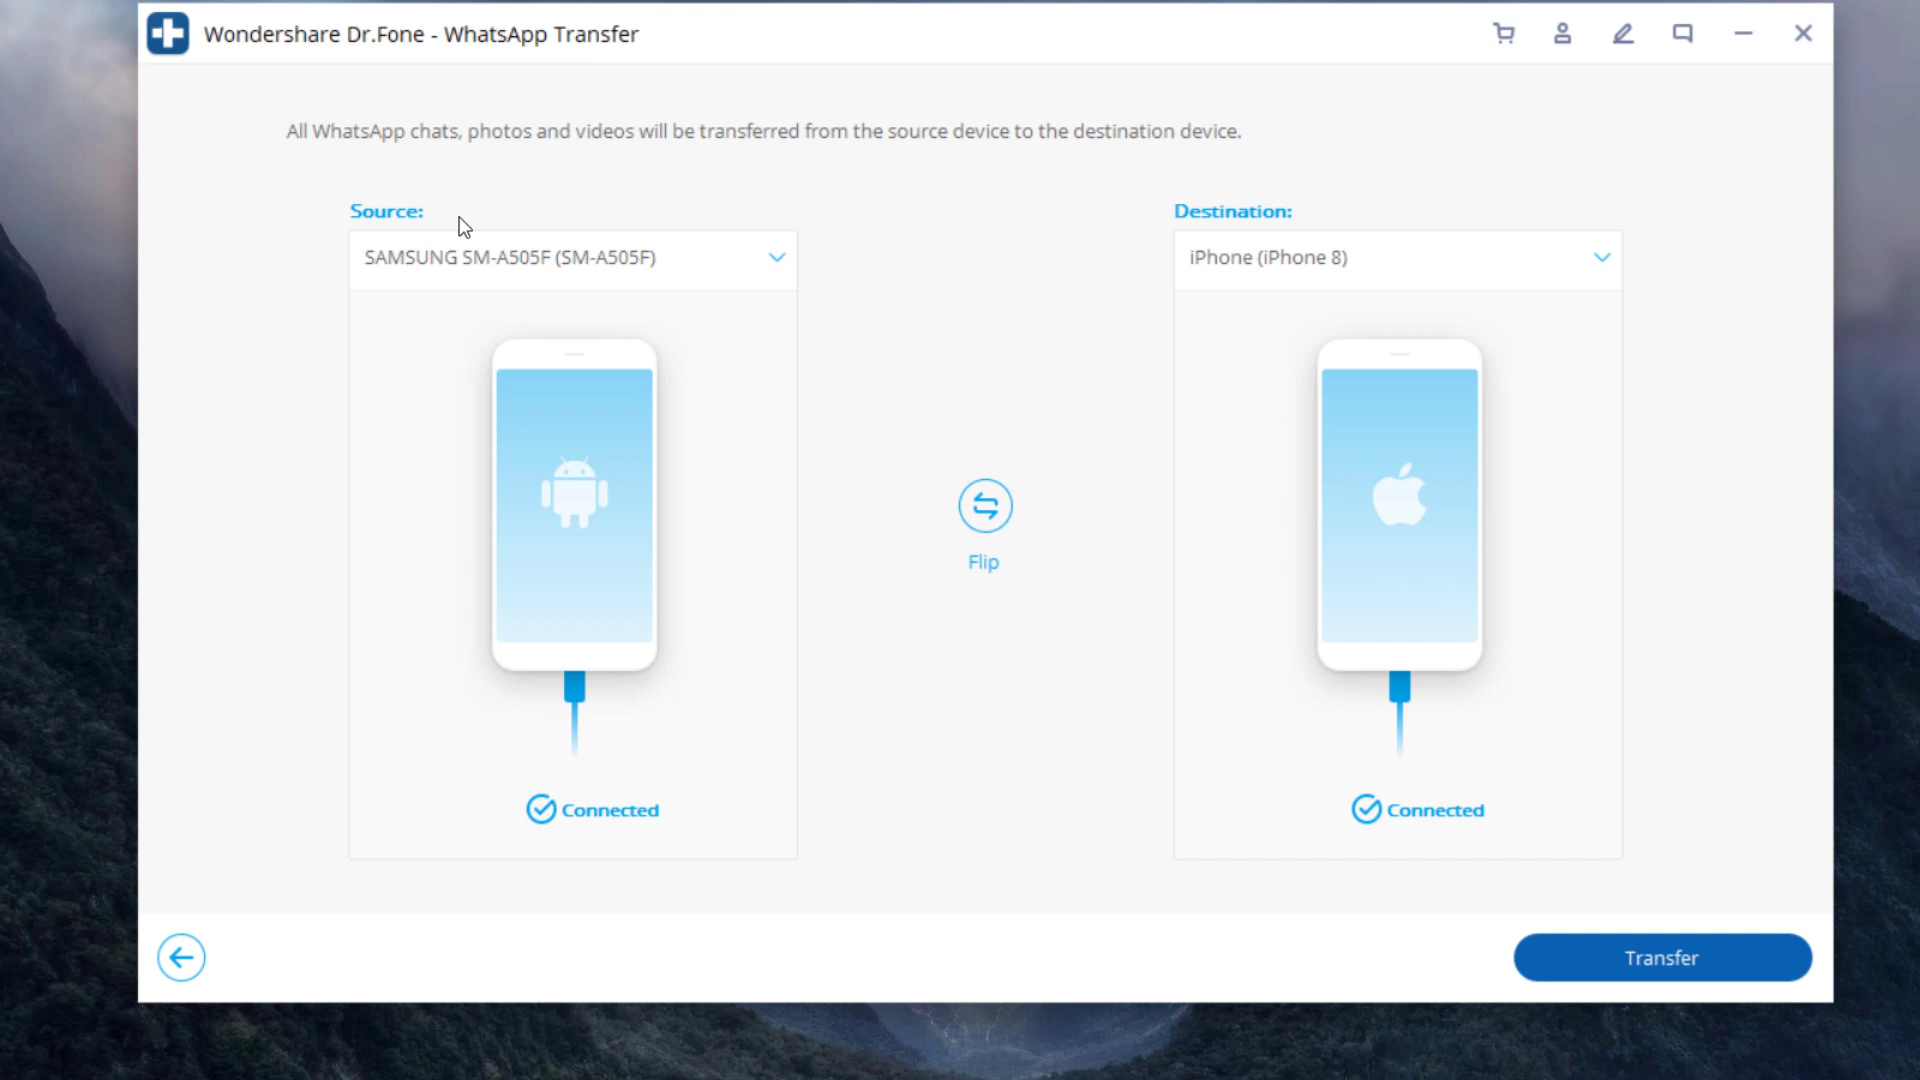 Wondershare Dr.Fone - WhatsApp Transfer
All WhatsApp chats, photos and videos will be transferred from the source device to the destination device.
Source:
SAMSUNG SM-A505F (SM-A505F)
Connected
Flip
Destination:
iPhone (iPhone 8)
Connected
Transfer